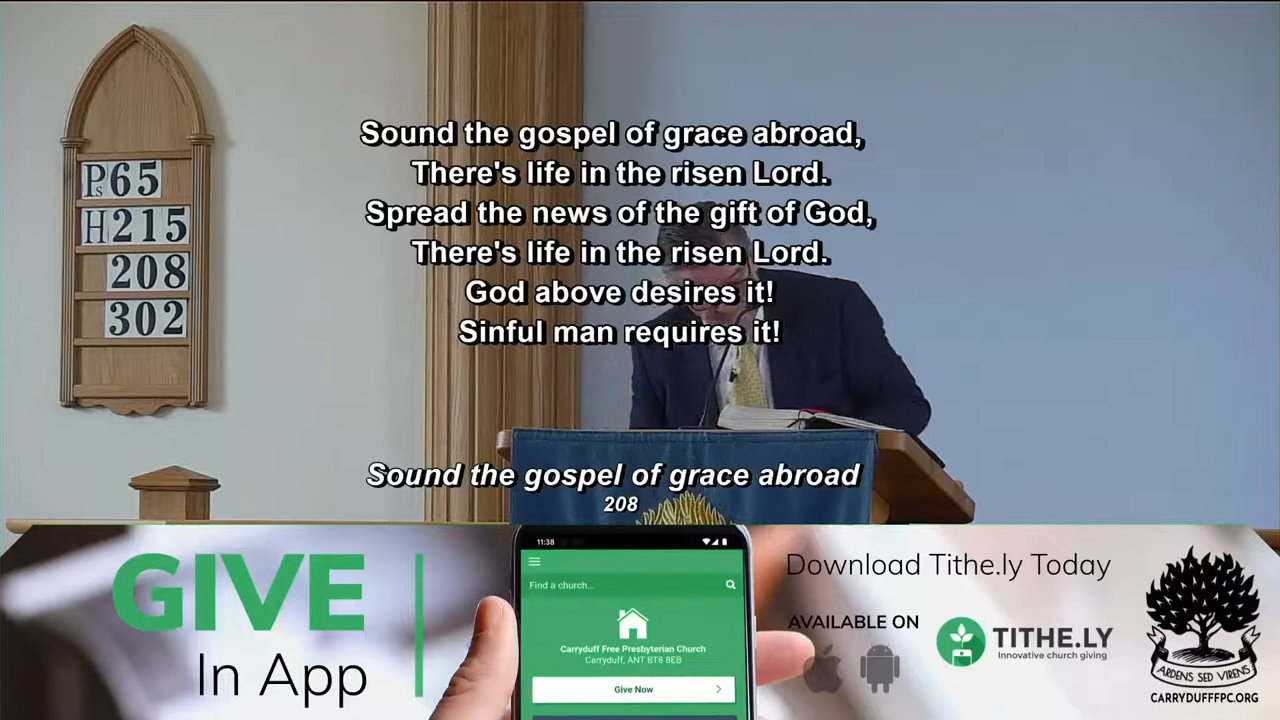 Ps65
H215
208
302
Sound the gospel of grace abroad,
There's life in the risen Lord.
Spread the news of the gift of God,
There's life in the risen Lord.
God above desires it!
Sinful man requires it!
Sound the gospel of grace abroad
208
GIVE
In App
11:38
Find a church...
Carryduff Free Presbyterian Church
Carryduff, ANT BT8 8EB
Give Now
Download Tithe.ly Today
AVAILABLE ON
TITHE.LY
Innovative church giving
ARDENS SED VIRENS
CARRYDUFFFPC.ORG